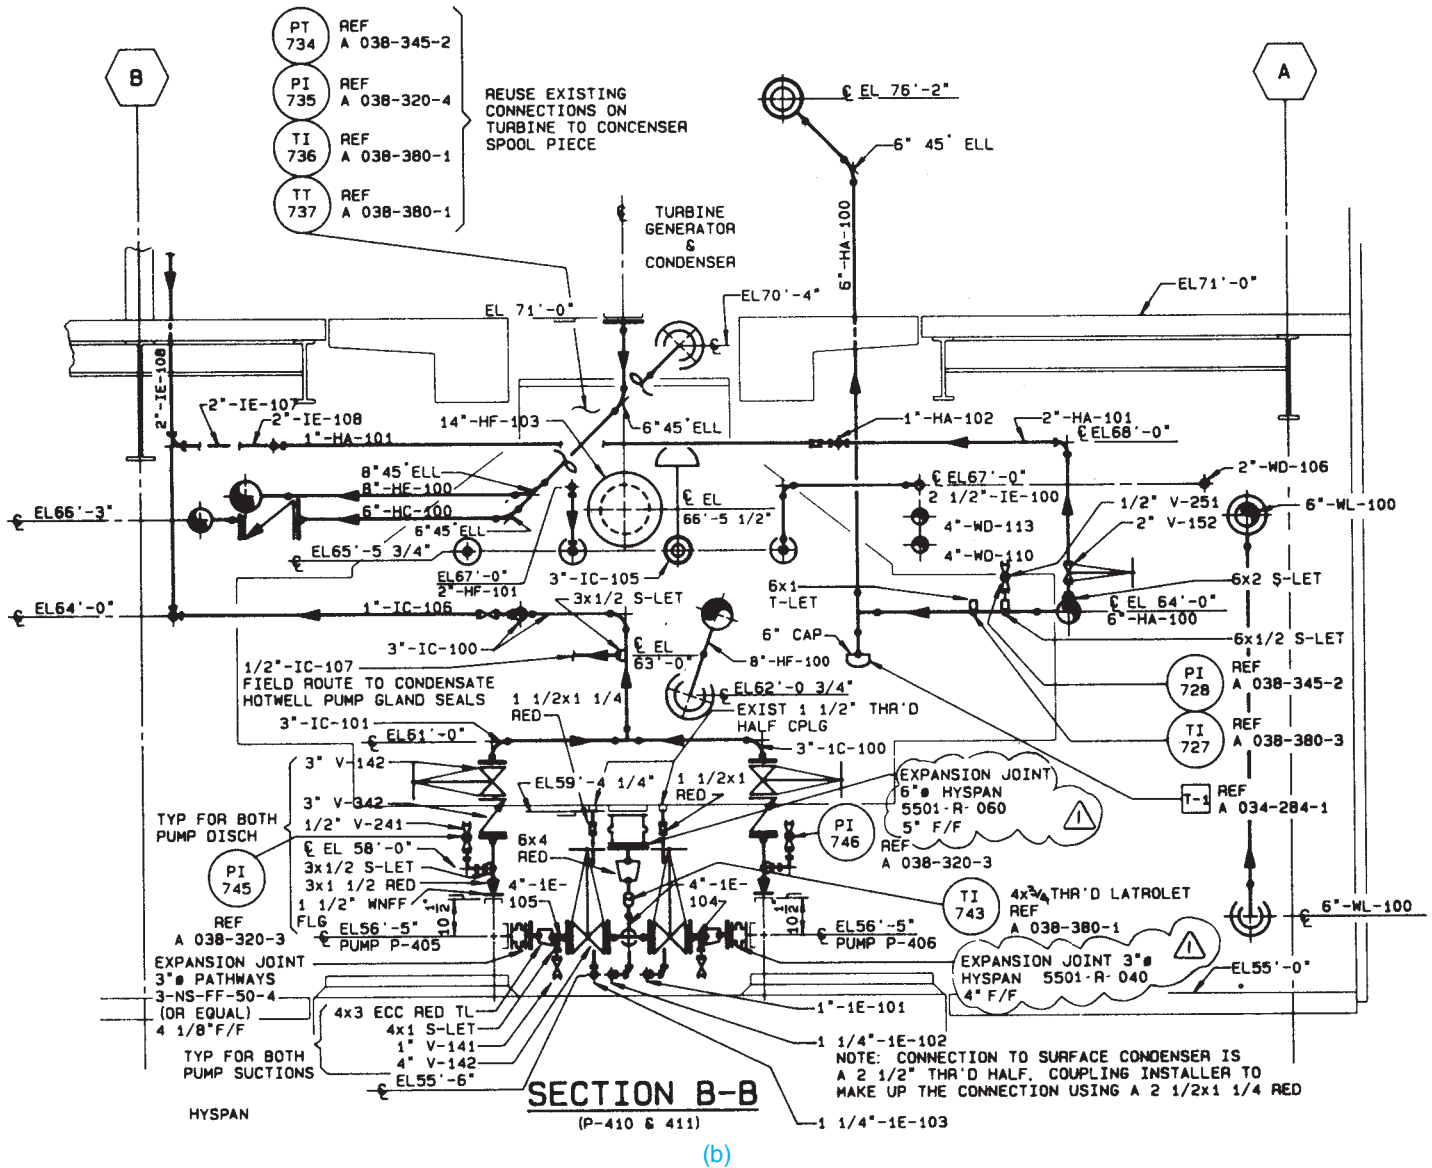 PT
734
REF
A 038-345-2
PI
735
REF
A 038-320-4
TI
736
REF
A 038-380-1
TT
737
REF
A 038-380-1
REUSE EXISTING
CONNECTIONS ON
TURBINE TO CONCENSER
SPOOL PIECE
B
A
℄ EL 76'-2"
6" 45° ELL
6"-HA-100
℄ TURBINE
GENERATOR
&
CONDENSER
EL70'-4"
℄
EL71'-0"
EL 71'-0"
2"-IE-108
2"-IE-107
2"-IE-108
1"-HA-101
14"-HF-103
6"45°ELL
1"-HA-102
2"-HA-101
℄ EL68'-0"
8"45°ELL
8"-HE-100
6"-HC-100
6"45°ELL
℄ EL66'-3"
℄ EL65'-5 3/4"
℄ EL
66'-5 1/2"
℄ EL67'-0"
2 1/2"-IE-100
4"-WD-113
4"-WD-110
2"-WD-106
1/2" V-251
2" V-152
6"-WL-100
EL67'-0"
2"-HF-101
3"-IC-105
3x1/2 S-LET
6x1
T-LET
6x2 S-LET
℄ EL64'-0"
1"-IC-106
3"-IC-100
℄ EL 64'-0"
6"-HA-100
6x1/2 S-LET
6" CAP
℄ EL
63'-0"
8"-HF-100
1/2"-IC-107
FIELD ROUTE TO CONDENSATE
HOTWELL PUMP GLAND SEALS
1 1/2x1 1/4
RED
℄ EL62'-0 3/4"
EXIST 1 1/2" THR'D
HALF CPLG
PI
728
REF
A 038-345-2
TI
727
REF
A 038-380-3
3"-IC-101
℄ EL61'-0"
3"-1C-100
3" V-142
EL59'-4 1/4"
1 1/2x1
RED
EXPANSION JOINT
6"ø HYSPAN
5501-R-060
5" F/F
1
T-1
REF
A 034-284-1
3" V-342
TYP FOR BOTH
PUMP DISCH
1/2" V-241
℄ EL 58'-0"
3x1/2 S-LET
3x1 1/2 RED
1 1/2" WNFF
FLG
6x4
RED
PI
746
REF
A 038-320-3
PI
745
REF
A 038-320-3
4"-1E-
105
4"-1E-
104
TI
743
4x3/4 THR'D LATROLET
REF
A 038-380-1
10 1/2"
10 1/2"
℄ EL56'-5"
PUMP P-405
℄ EL56'-5"
PUMP P-406
℄ 6"-WL-100
EXPANSION JOINT
3"ø PATHWAYS
3-NS-FF-50-4
(OR EQUAL)
4 1/8"F/F
EXPANSION JOINT 3"ø
HYSPAN 5501-R-040
4" F/F
1
EL55'-0"
4x3 ECC RED TL
4x1 S-LET
1" V-141
4" V-142
TYP FOR BOTH
PUMP SUCTIONS
℄ EL55'-6"
1"-1E-101
1 1/4"-1E-102
NOTE: CONNECTION TO SURFACE CONDENSER IS
A 2 1/2" THR'D HALF. COUPLING INSTALLER TO
MAKE UP THE CONNECTION USING A 2 1/2x1 1/4 RED
HYSPAN
SECTION B-B
(P-410 & 411)
1 1/4"-1E-103
(b)